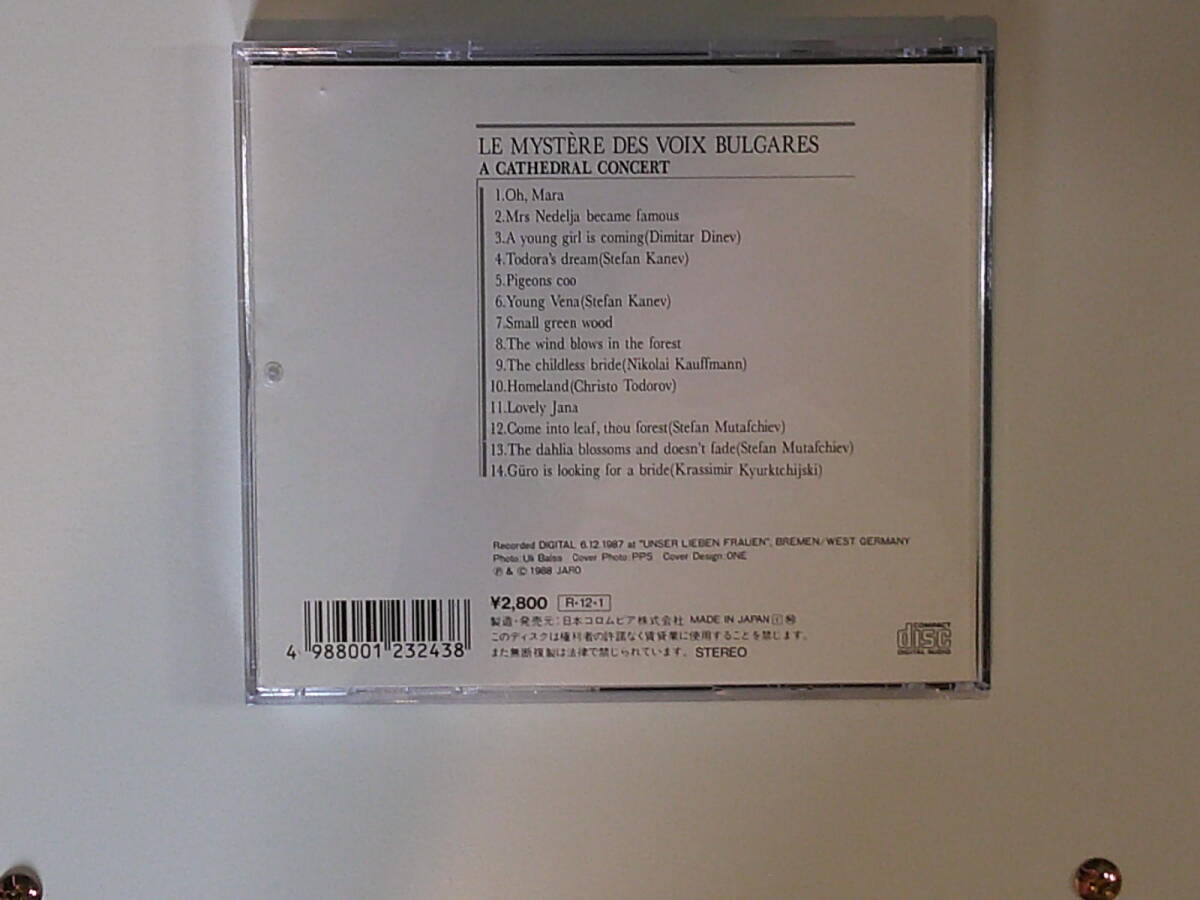 LE MYSTÈRE DES VOIX BULGARES
A CATHEDRAL CONCERT
1.Oh, Mara
2.Mrs Nedelja became famous
3.A young girl is coming(Dimitar Dinev)
4.Todora's dream(Stefan Kanev)
5.Pigeons coo
6.Young Vena(Stefan Kanev)
7.Small green wood
8.The wind blows in the forest
9.The childless bride(Nikolai Kauffmann)
10.Homeland(Christo Todorov)
11.Lovely Jana
12.Come into leaf, thou forest(Stefan Mutafchiev)
13.The dahlia blossoms and doesn't fade(Stefan Mutafchiev)
14.Güro is looking for a bride(Krassimir Kyurktchijski)
Recorded DIGITAL 6.12.1987 at "UNSER LIEBEN FRAUEN", BREMEN/WEST GERMANY
Photo:Uli Balss Cover Photo:PPS Cover Design:ONE
Ⓟ & © 1988 JARO
¥2,800 R-12-1
製造・発売元:日本コロムビア株式会社 MADE IN JAPAN
このディスクは権利者の許諾なく賃貸業に使用することを禁じます。
また無断複製は法律で禁じられています。 STEREO
4 988001 232438
COMPACT
disc
DIGITAL AUDIO